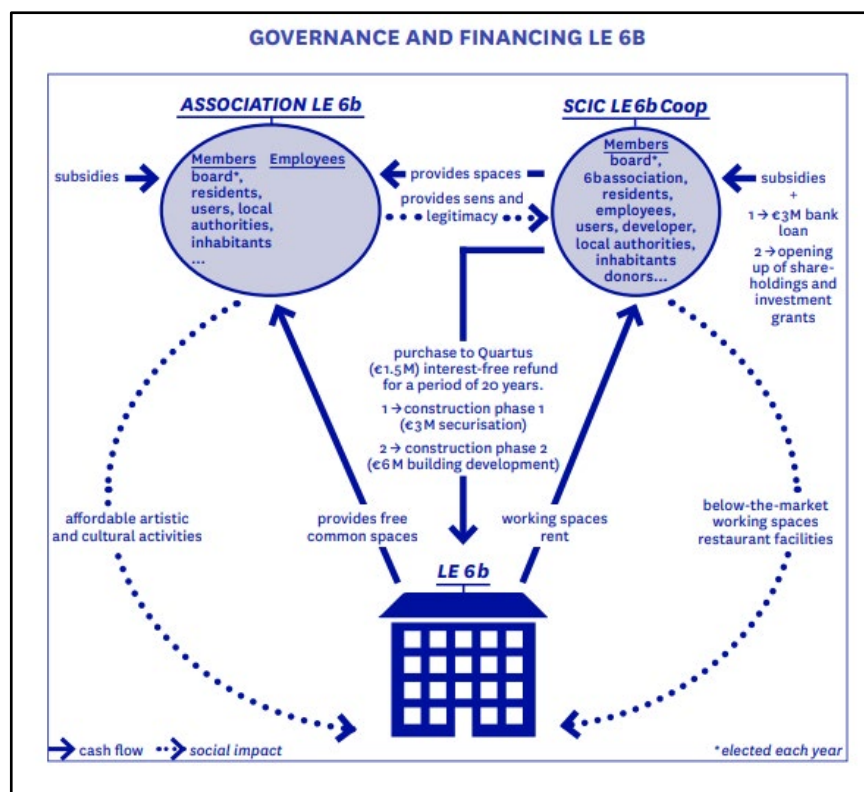 GOVERNANCE AND FINANCING LE 6B
ASSOCIATION LE 6b
Members Employees
board*,
residents,
users, local
authorities,
inhabitants
...
subsidies
provides spaces
provides sens and
legitimacy
SCIC LE6b Coop
Members
board*,
6bassociation,
residents,
employees,
users, developer,
local authorities,
inhabitants
donors...
subsidies
+
1 → €3M bank
loan
2 → opening
up of share-
holdings and
investment
grants
purchase to Quartus
(€1.5M) interest-free refund
for a period of 20 years.
1 → construction phase 1
(€3M securisation)
2 → construction phase 2
(€6M building development)
affordable artistic
and cultural activities
provides free
common spaces
working spaces
rent
below-the-market
working spaces
restaurant facilities
LE 6b
cash flow
social impact
*elected each year